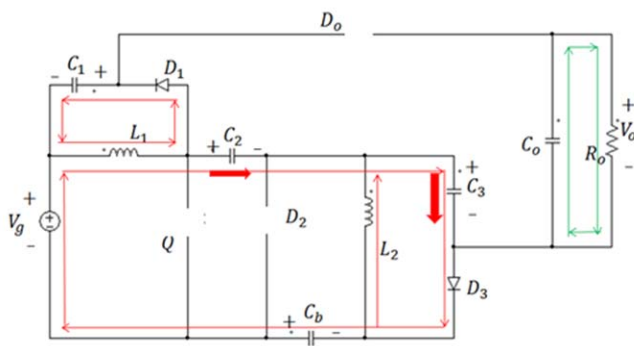 D_o
C_1
D_1
- +
L_1
C_2
+ -
+
V_g
-
Q
D_2
L_2
+
C_3
-
D_3
C_b
+ -
C_o
R_o
+
V_o
-